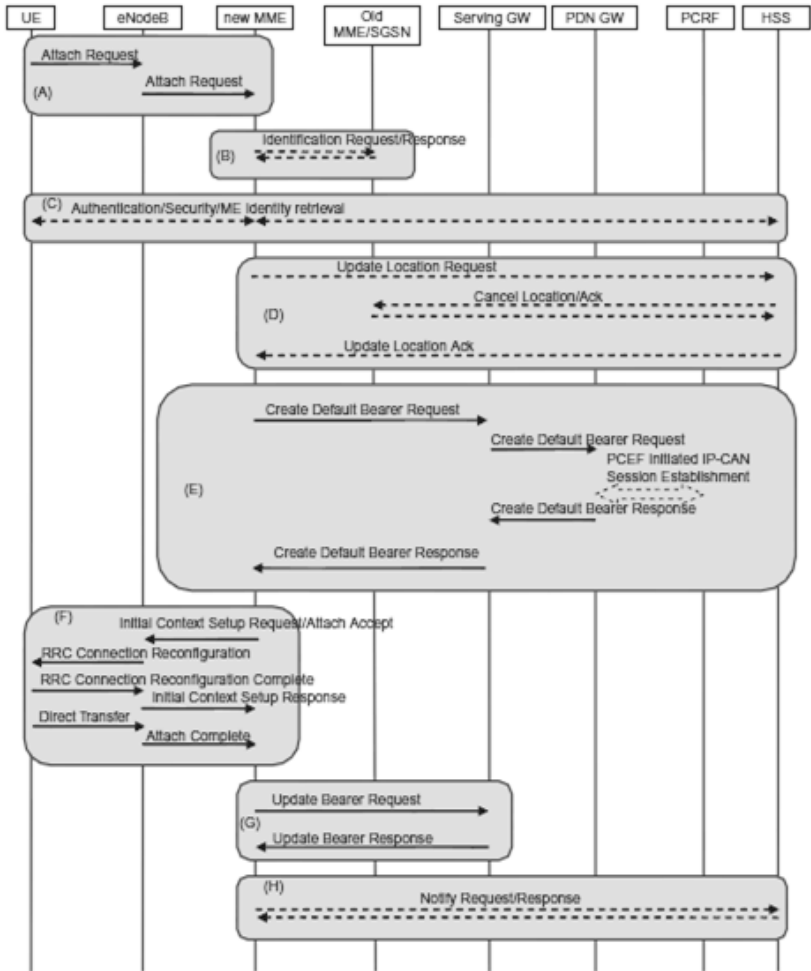 UE
eNodeB
new MME
Old
MME/SGSN
Serving GW
PDN GW
PCRF
HSS
Attach Request
Attach Request
(A)
Identification Request/Response
(B)
(C) Authentication/Security/ME Identity retrieval
Update Location Request
Cancel Location/Ack
(D)
Update Location Ack
Create Default Bearer Request
Create Default Bearer Request
PCEF Initiated IP-CAN
Session Establishment
(E)
Create Default Bearer Response
Create Default Bearer Response
(F)
Initial Context Setup Request/Attach Accept
RRC Connection Reconfiguration
RRC Connection Reconfiguration Complete
Initial Context Setup Response
Direct Transfer
Attach Complete
Update Bearer Request
(G)
Update Bearer Response
(H)
Notify Request/Response